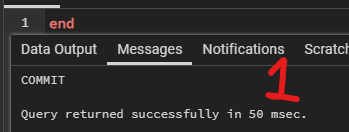 1 end
Data Output Messages Notifications Scratch
1
COMMIT
Query returned successfully in 50 msec.